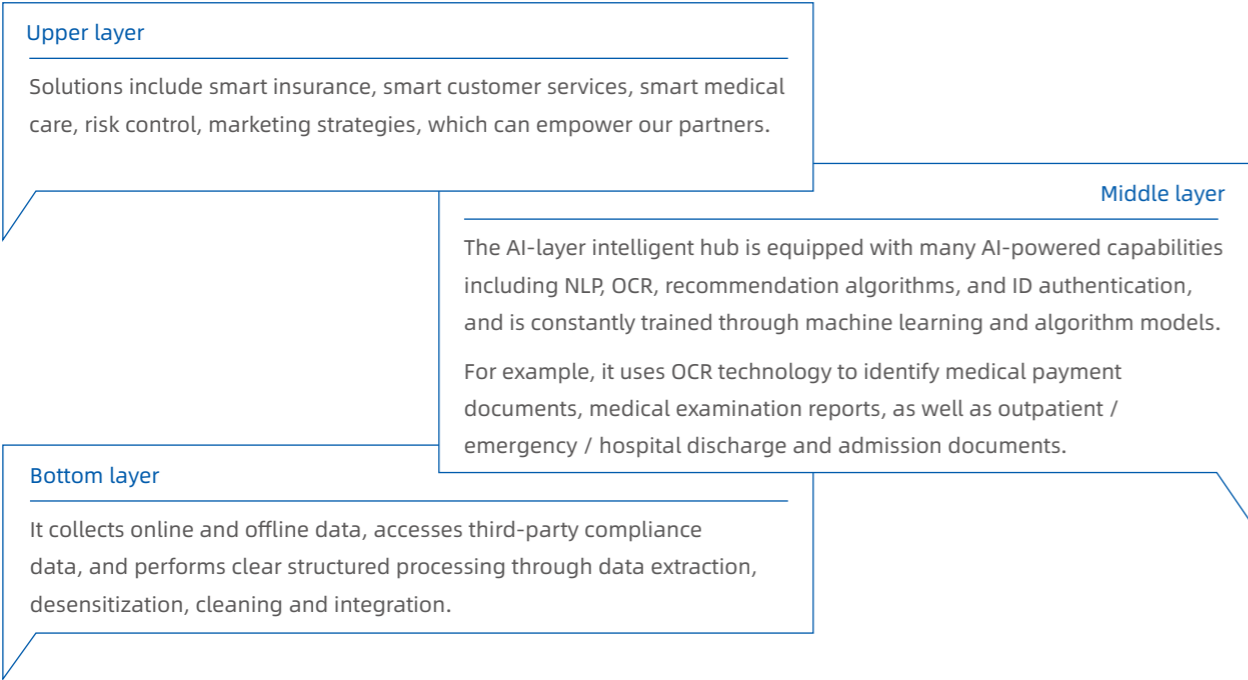 Upper layer
Solutions include smart insurance, smart customer services, smart medical
care, risk control, marketing strategies, which can empower our partners.
Middle layer
The AI-layer intelligent hub is equipped with many AI-powered capabilities
including NLP, OCR, recommendation algorithms, and ID authentication,
and is constantly trained through machine learning and algorithm models.
For example, it uses OCR technology to identify medical payment
documents, medical examination reports, as well as outpatient /
emergency / hospital discharge and admission documents.
Bottom layer
It collects online and offline data, accesses third-party compliance
data, and performs clear structured processing through data extraction,
desensitization, cleaning and integration.